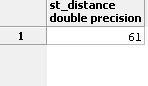 st_distance
double precision
1 61